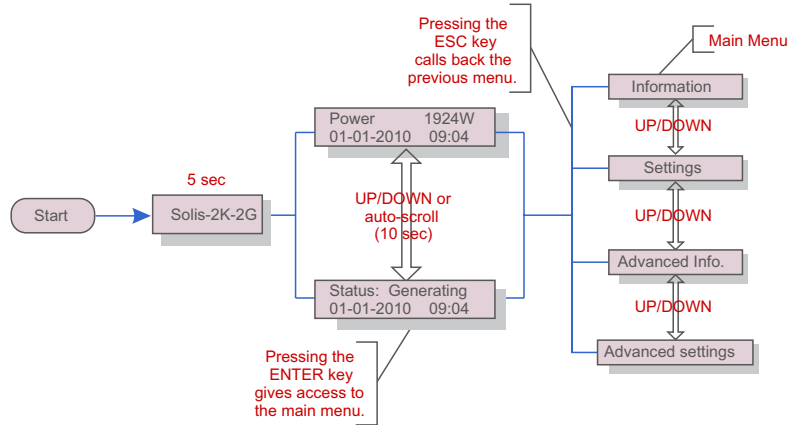 Start
5 sec
Solis-2K-2G
Power 1924W
01-01-2010 09:04
UP/DOWN or
auto-scroll
(10 sec)
Status: Generating
01-01-2010 09:04
Pressing the
ENTER key
gives access to
the main menu.
Pressing the
ESC key
calls back the
previous menu.
Main Menu
Information
UP/DOWN
Settings
UP/DOWN
Advanced Info.
UP/DOWN
Advanced settings